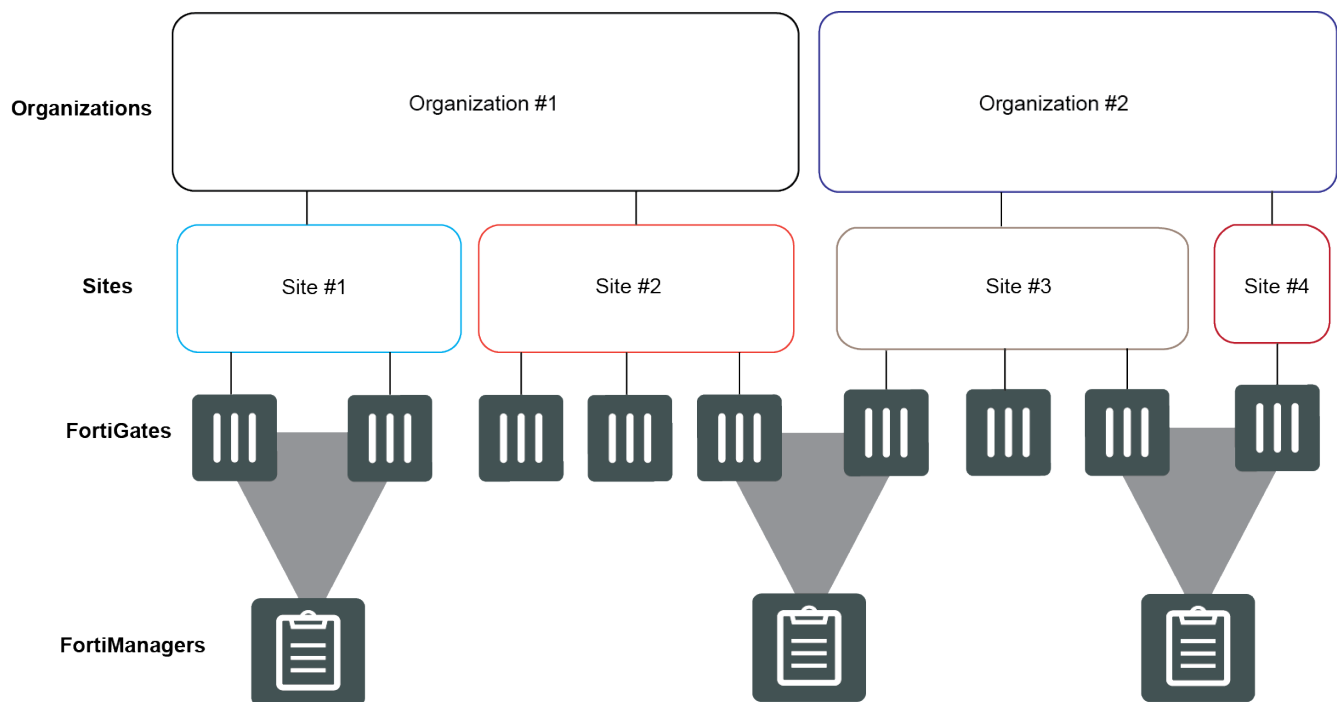 Organizations
Organization #1
Organization #2
Sites
Site #1
Site #2
Site #3
Site #4
FortiGates
FortiManagers